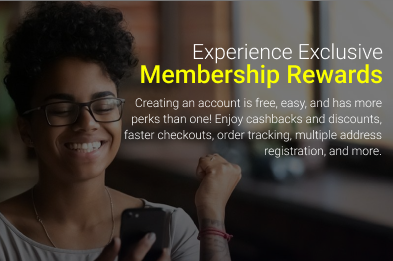 Experience Exclusive
Membership Rewards
Creating an account is free, easy, and has more
perks than one! Enjoy cashbacks and discounts,
faster checkouts, order tracking, multiple address
registration, and more.